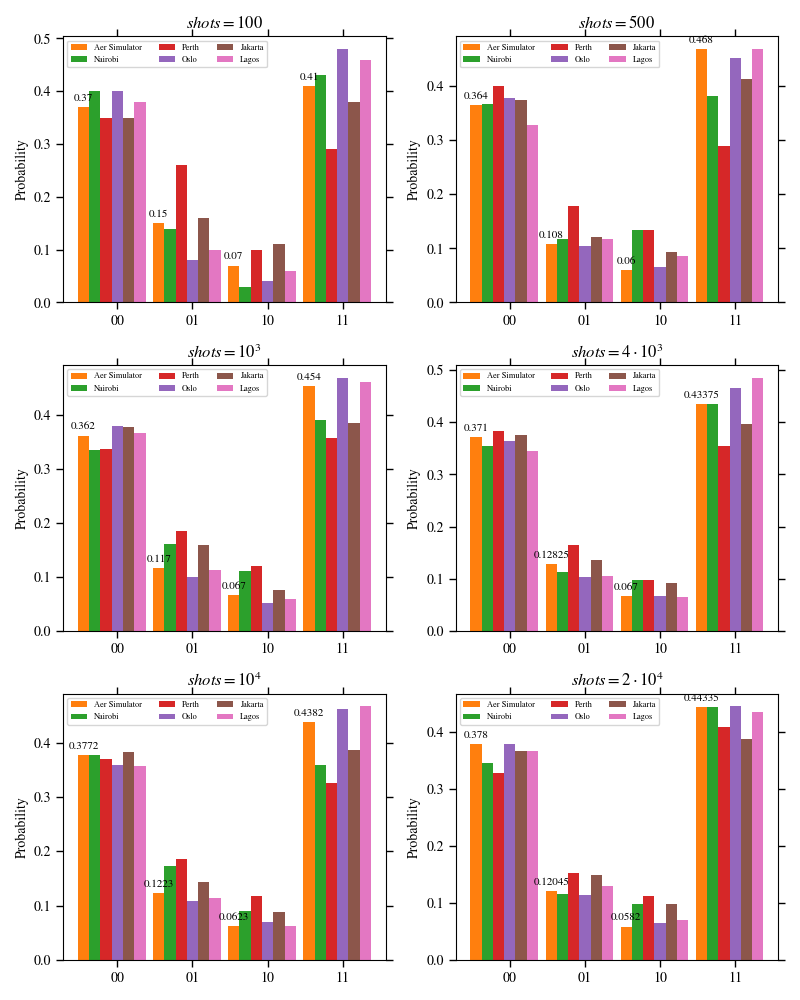 shots = 100
Aer Simulator Perth Jakarta
Nairobi Oslo Lagos
Probability
0.5
0.4
0.3
0.2
0.1
0.0
0.37
0.15
0.07
0.41
00 01 10 11
shots = 500
Aer Simulator Perth Jakarta
Nairobi Oslo Lagos
Probability
0.4
0.3
0.2
0.1
0.0
0.364
0.108
0.06
0.468
00 01 10 11
shots = 10³
Aer Simulator Perth Jakarta
Nairobi Oslo Lagos
Probability
0.4
0.3
0.2
0.1
0.0
0.362
0.117
0.067
0.454
00 01 10 11
shots = 4 · 10³
Aer Simulator Perth Jakarta
Nairobi Oslo Lagos
Probability
0.5
0.4
0.3
0.2
0.1
0.0
0.371
0.12825
0.067
0.43375
00 01 10 11
shots = 10⁴
Aer Simulator Perth Jakarta
Nairobi Oslo Lagos
Probability
0.4
0.3
0.2
0.1
0.0
0.3772
0.1223
0.0623
0.4382
00 01 10 11
shots = 2 · 10⁴
Aer Simulator Perth Jakarta
Nairobi Oslo Lagos
Probability
0.4
0.3
0.2
0.1
0.0
0.378
0.12045
0.0582
0.44335
00 01 10 11